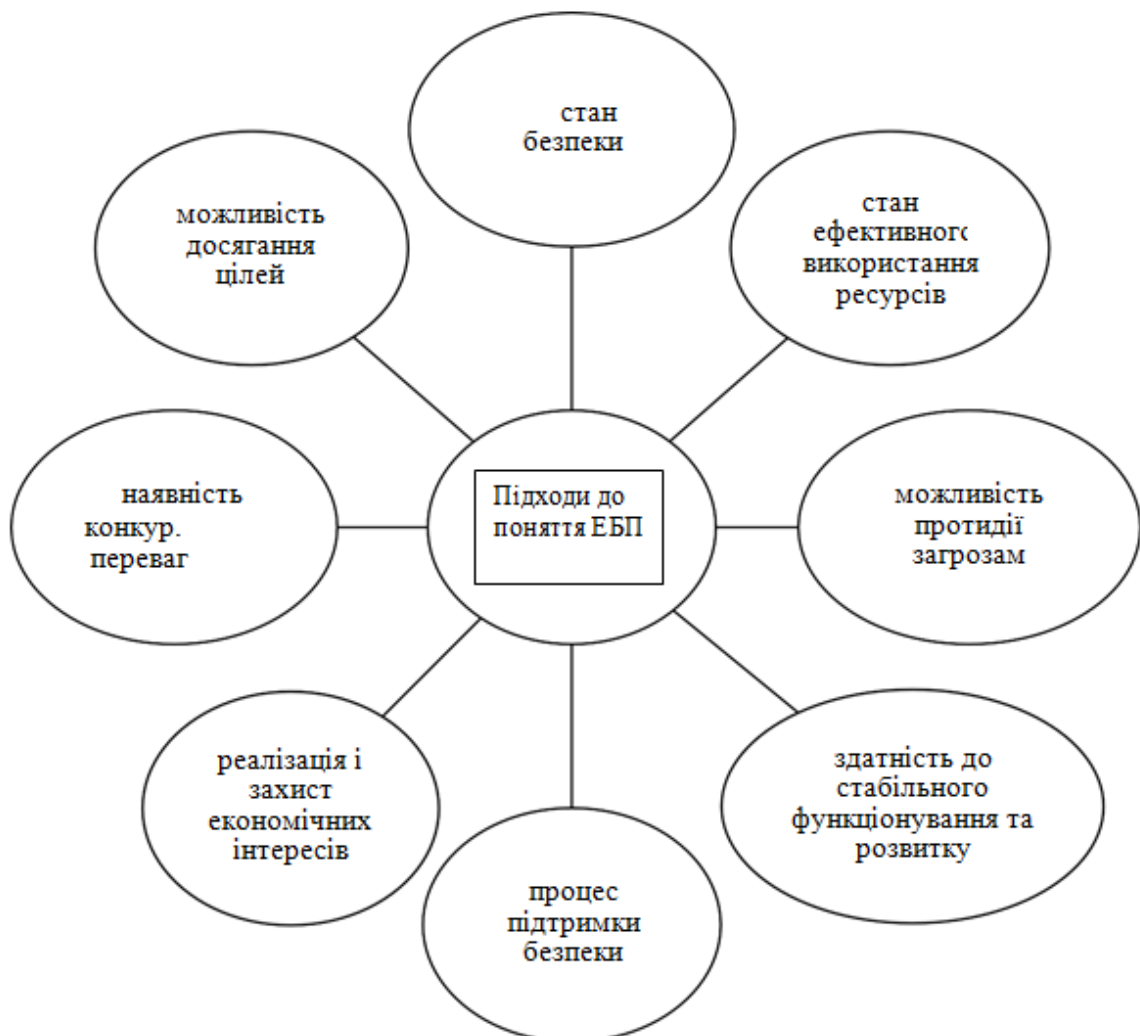 стан
безпеки
стан
ефективного
використання
ресурсів
можливість
протидії
загрозам
здатність до
стабільного
функціонування та
розвитку
процес
підтримки
безпеки
реалізація і
захист
економічних
інтересів
наявність
конкур.
переваг
можливість
досягання
цілей
Підходи до
поняття ЕБП